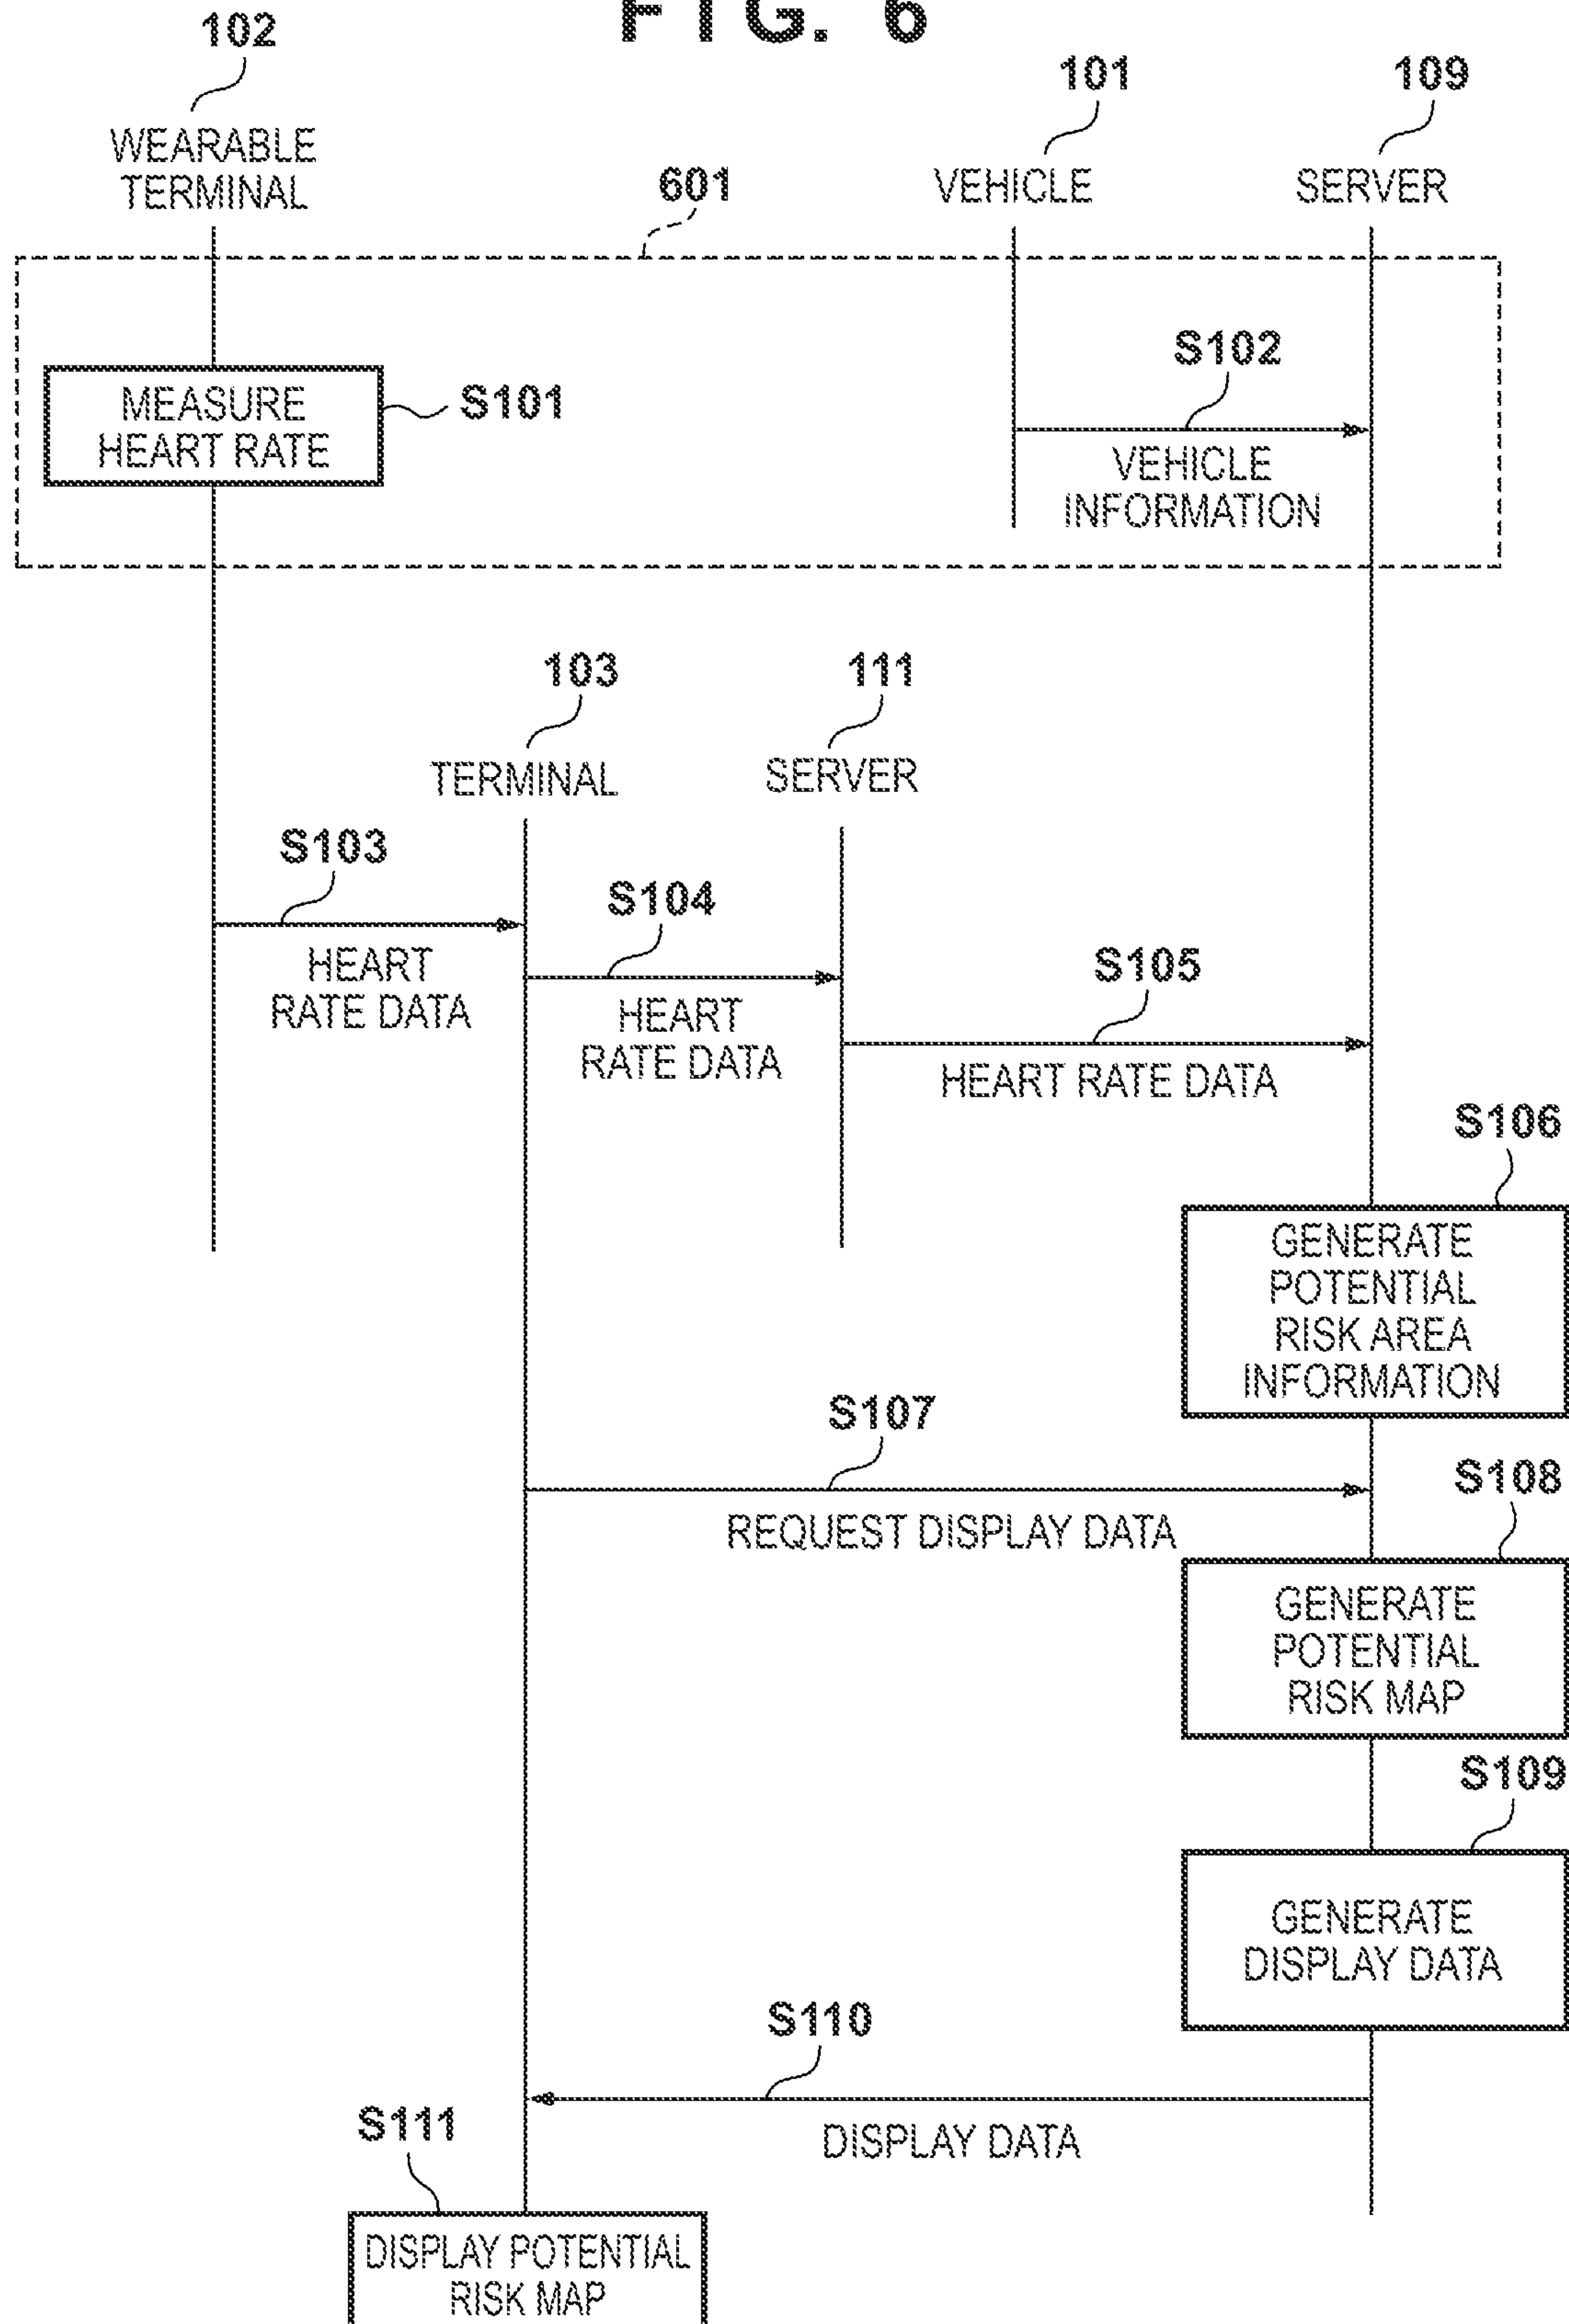 FIG. 6
102
101
109
WEARABLE
TERMINAL
601
VEHICLE
SERVER
S102
MEASURE
HEART RATE
S101
VEHICLE
INFORMATION
103
111
TERMINAL
SERVER
S103
HEART
RATE DATA
S104
HEART
RATE DATA
S105
HEART RATE DATA
S106
GENERATE
POTENTIAL
RISK AREA
INFORMATION
S107
REQUEST DISPLAY DATA
S108
GENERATE
POTENTIAL
RISK MAP
S109
GENERATE
DISPLAY DATA
S110
DISPLAY DATA
S111
DISPLAY POTENTIAL
RISK MAP